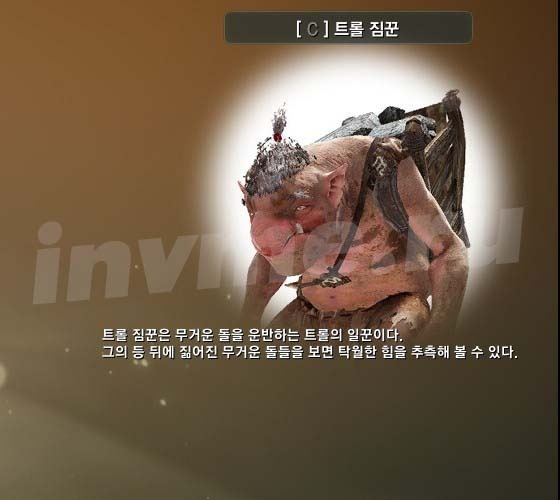 [ C ] 트롤 짐꾼
트롤 짐꾼은 무거운 돌을 운반하는 트롤의 일꾼이다.
그의 등 뒤에 짊어진 무거운 돌들을 보면 탁월한 힘을 추측해 볼 수 있다.